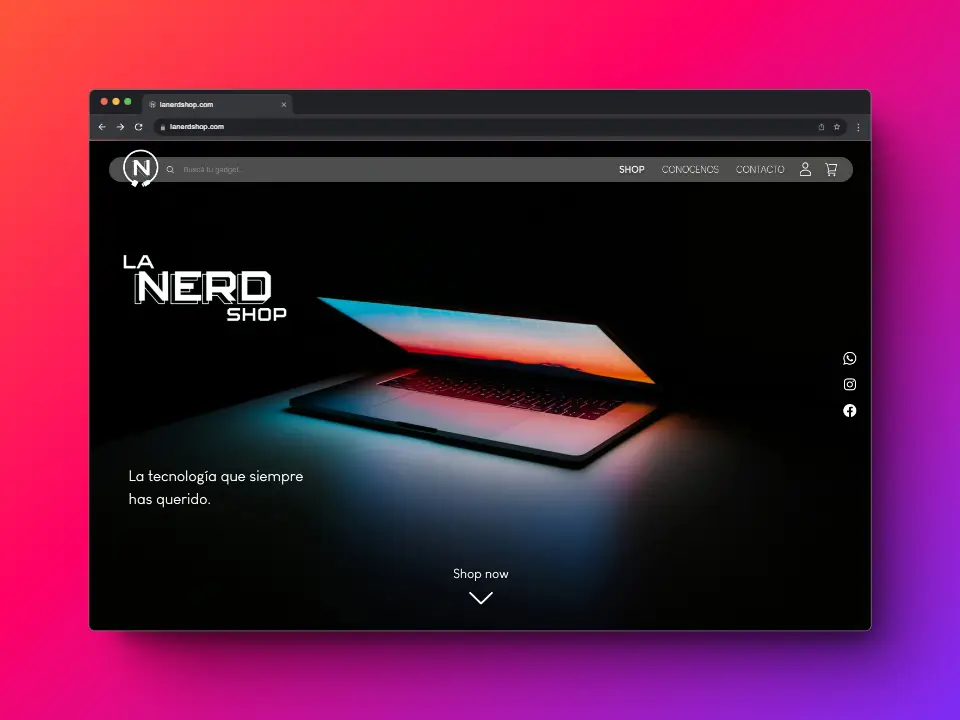 lanerdshop.com
lanerdshop.com
N
Buscá tu gadget...
SHOP CONOCENOS CONTACTO
LA
NERD
SHOP
La tecnología que siempre
has querido.
Shop now